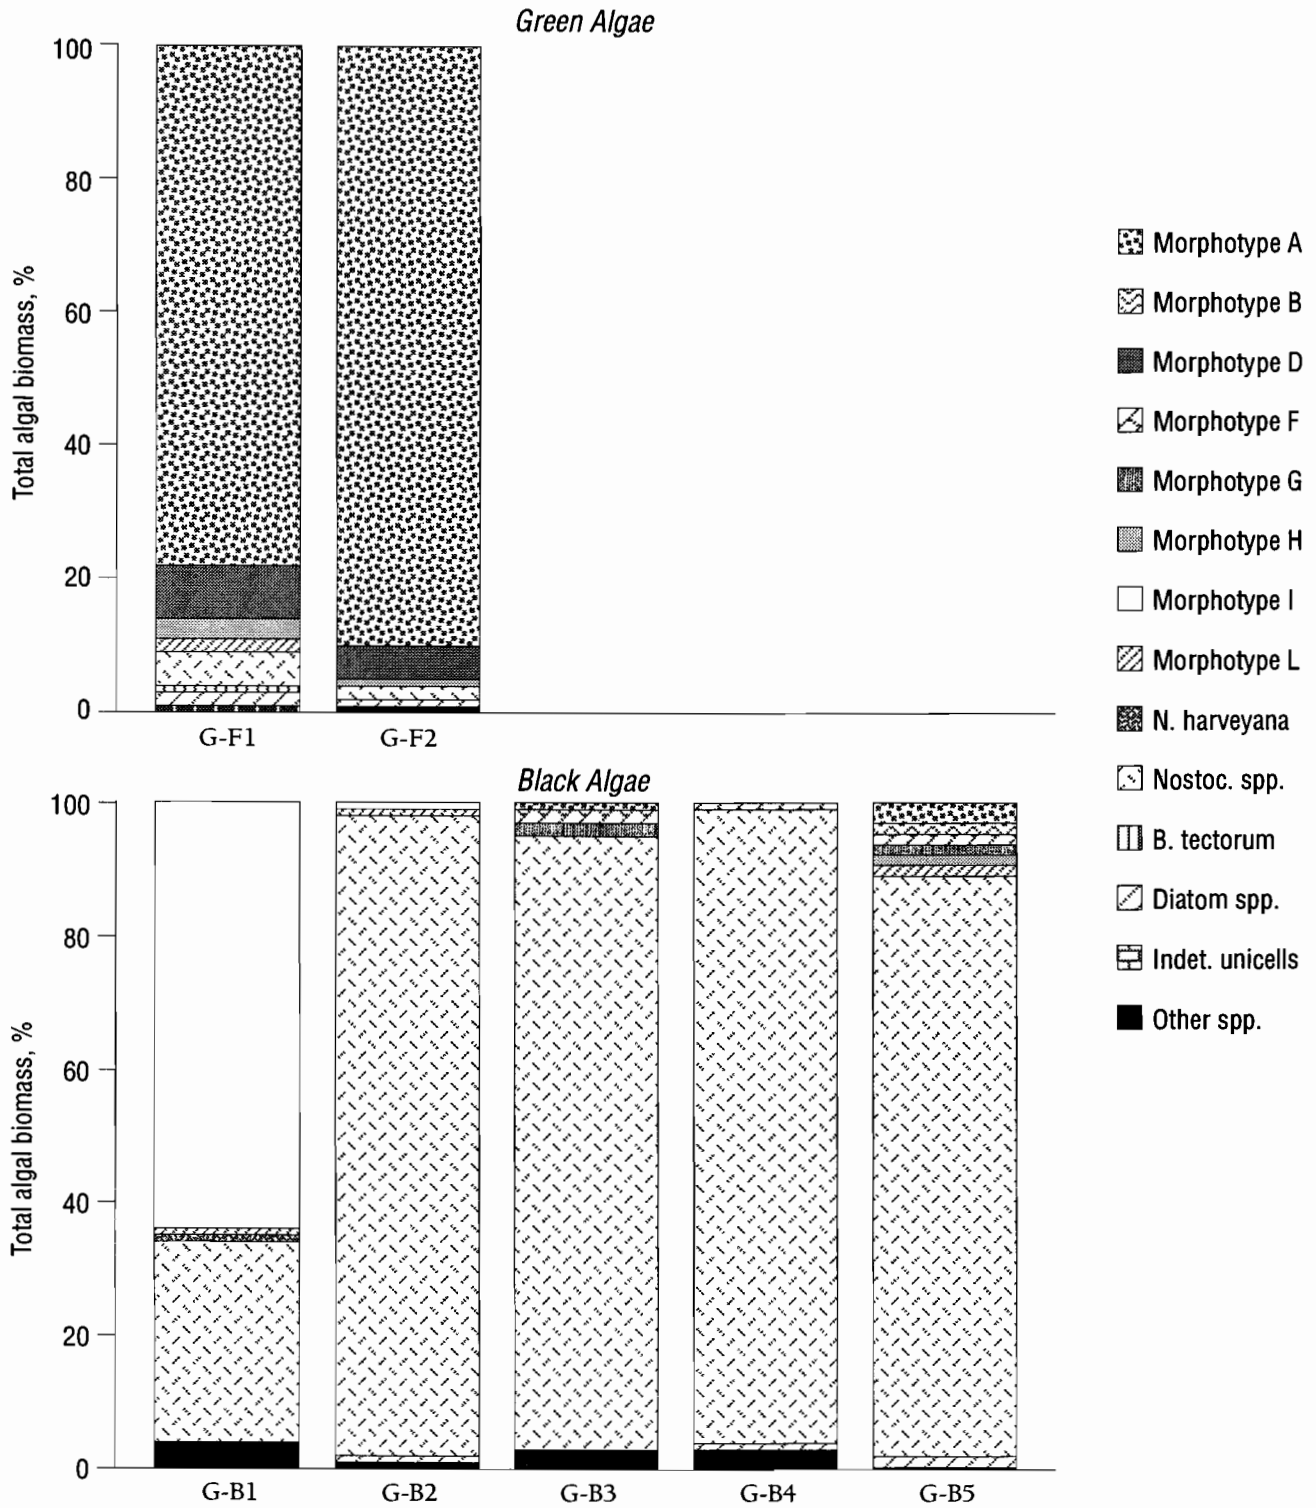 Green Algae
100
80
60
40
20
0
Total algal biomass, %
G-F1
G-F2
Black Algae
100
80
60
40
20
0
Total algal biomass, %
G-B1
G-B2
G-B3
G-B4
G-B5
Morphotype A
Morphotype B
Morphotype D
Morphotype F
Morphotype G
Morphotype H
Morphotype I
Morphotype L
N. harveyana
Nostoc. spp.
B. tectorum
Diatom spp.
Indet. unicells
Other spp.